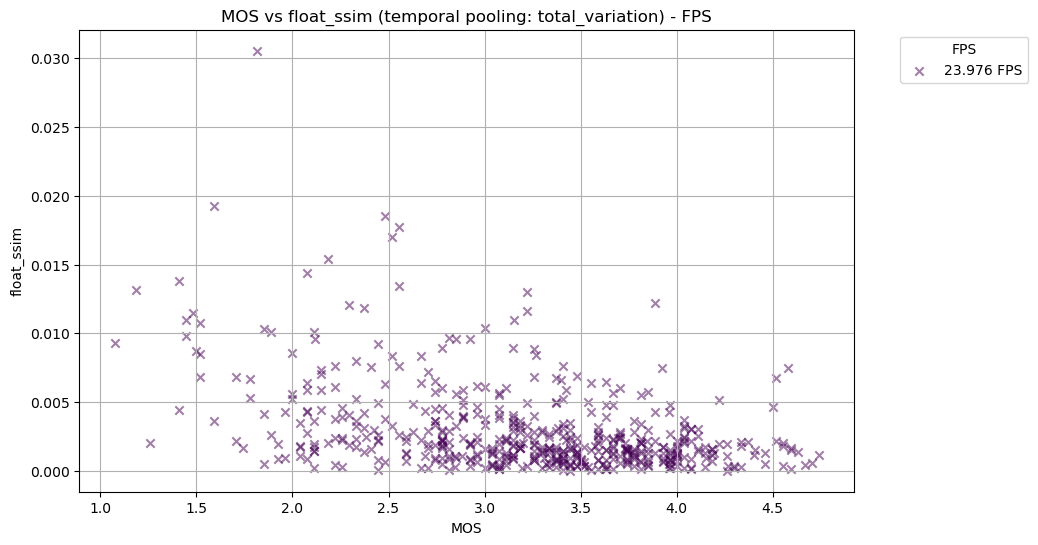 MOS vs float_ssim (temporal pooling: total_variation) - FPS
FPS
23.976 FPS
float_ssim
0.030
0.025
0.020
0.015
0.010
0.005
0.000
1.0 1.5 2.0 2.5 3.0 3.5 4.0 4.5
MOS